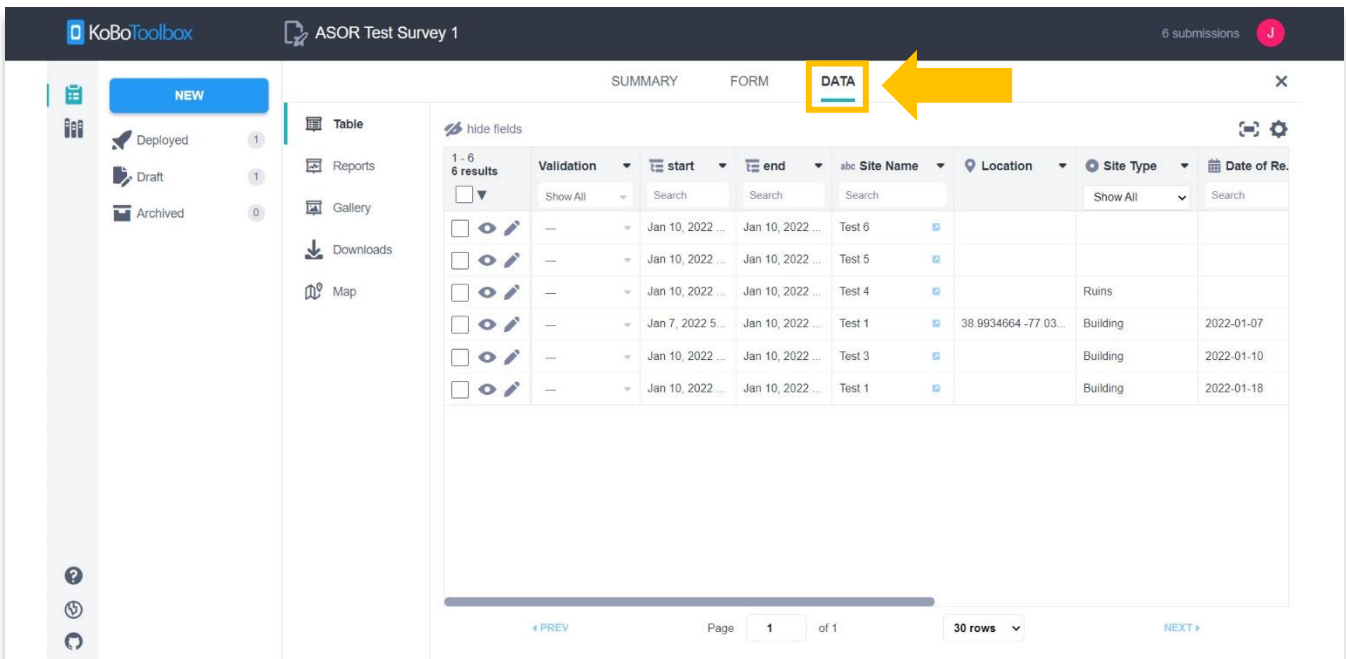 KoBoToolbox
ASOR Test Survey 1
6 submissions
J
NEW
Deployed 1
Draft 1
Archived 0
SUMMARY FORM DATA
Table
Reports
Gallery
Downloads
Map
hide fields
1 - 6
6 results
Validation start end abc Site Name Location Site Type Date of Re.
Show All Search Search Search Show All Search
— Jan 10, 2022 ... Jan 10, 2022 ... Test 6
— Jan 10, 2022 ... Jan 10, 2022 ... Test 5
— Jan 10, 2022 ... Jan 10, 2022 ... Test 4 Ruins
— Jan 7, 2022 5... Jan 10, 2022 ... Test 1 38.9934664 -77.03... Building 2022-01-07
— Jan 10, 2022 ... Jan 10, 2022 ... Test 3 Building 2022-01-10
— Jan 10, 2022 ... Jan 10, 2022 ... Test 1 Building 2022-01-18
PREV Page 1 of 1 30 rows NEXT